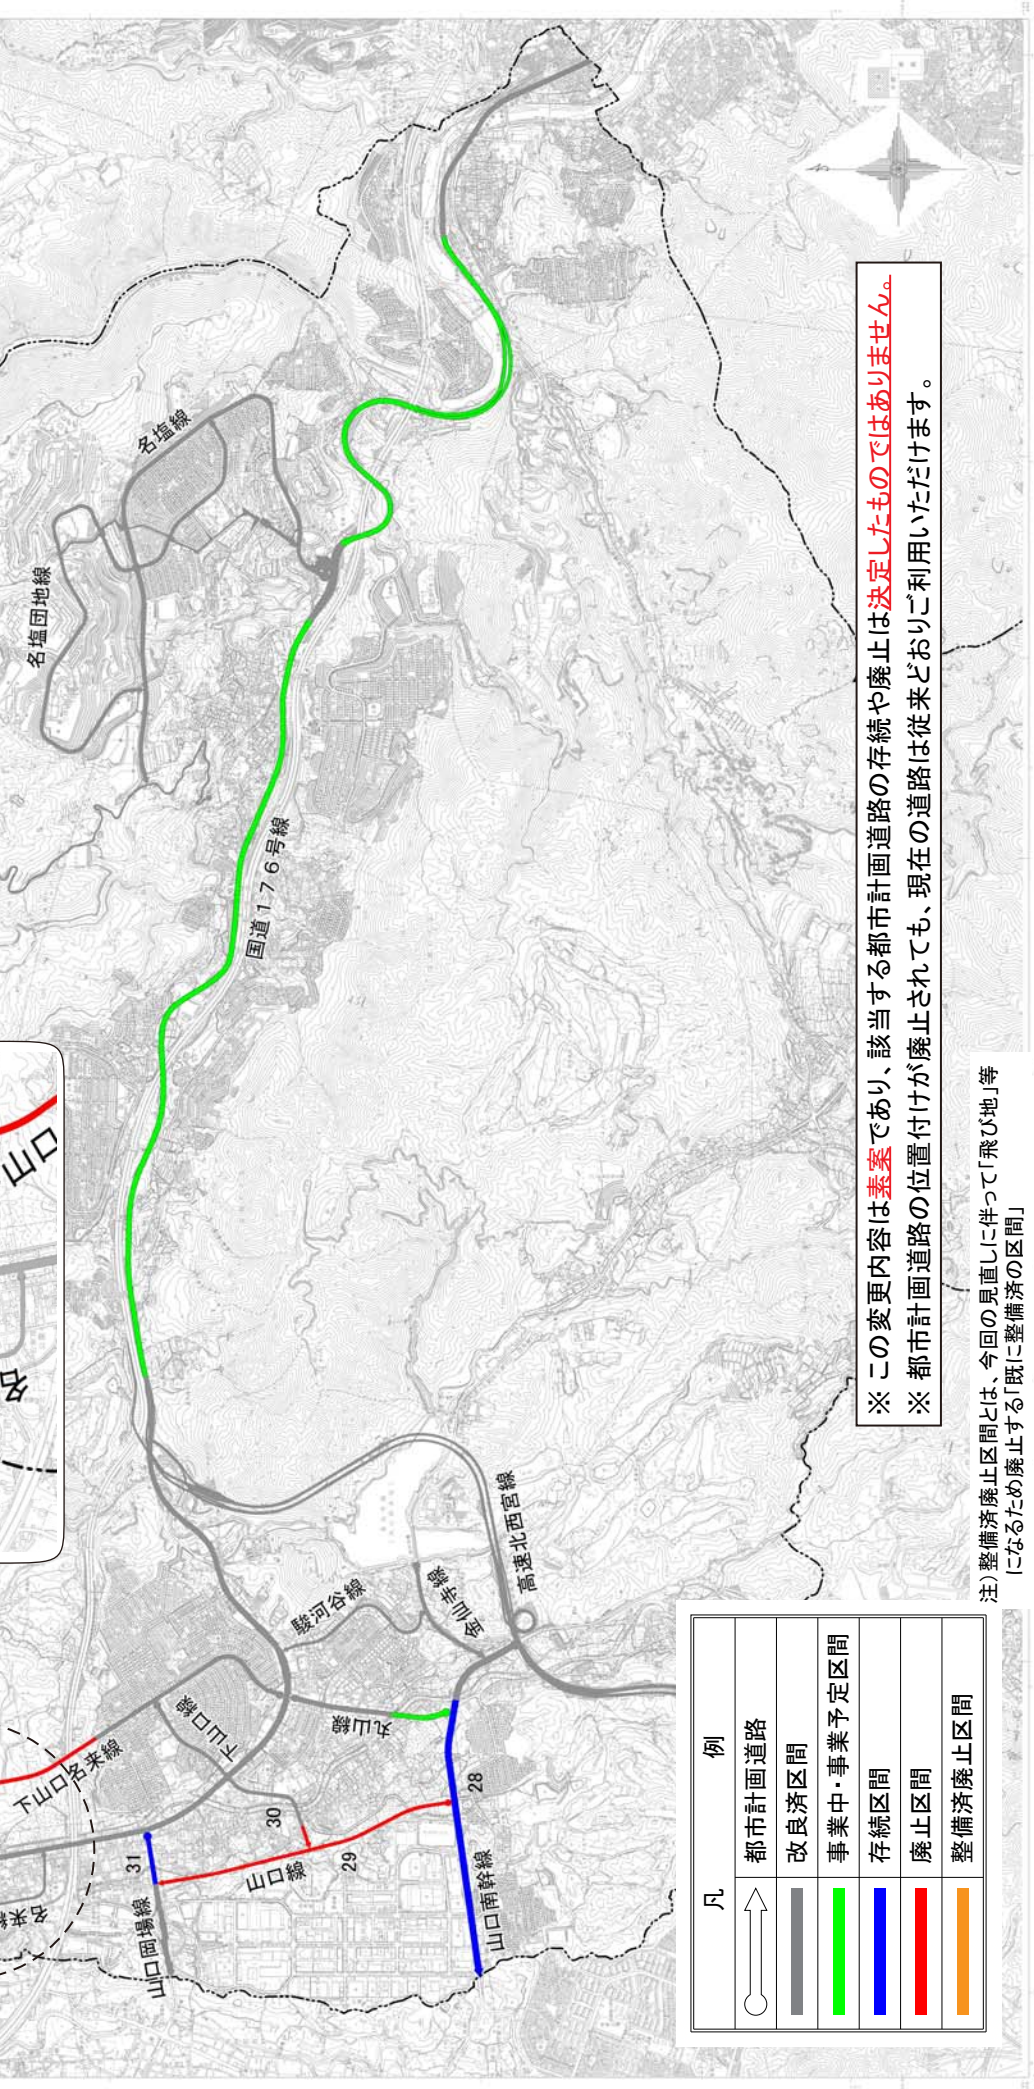 名塩団地線
名塩線
国道１７６号線
山口
名
高速北西宮線
金仙寺線
駿河谷線
丸山線
下山口線
下山口名来線
名来線
山口岡場線
山口線
山口南幹線
28
29
30
31
※ この変更内容は素案であり、該当する都市計画道路の存続や廃止は決定したものではありません。
※ 都市計画道路の位置付けが廃止されても、現在の道路は従来どおりご利用いただけます。
注）整備済廃止区間とは、今回の見直しに伴って「飛び地」等
になるため廃止する「既に整備済の区間」
凡 例
都市計画道路
改良済区間
事業中・事業予定区間
存続区間
廃止区間
整備済廃止区間